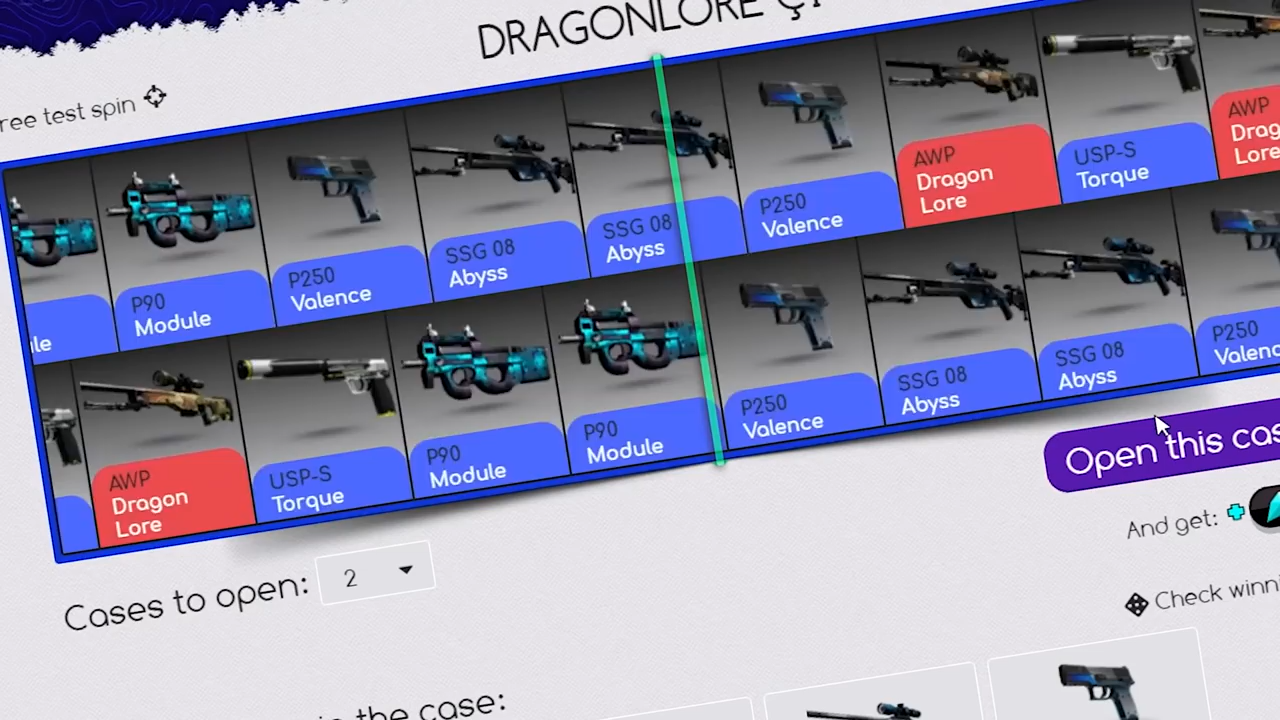 DRAGONLORE
ree test spin
P90
Module
P250
Valence
SSG 08
Abyss
SSG 08
Abyss
P250
Valence
AWP
Dragon
Lore
USP-S
Torque
AWP
Drag
Lore
le
AWP
Dragon
Lore
USP-S
Torque
P90
Module
P90
Module
P250
Valence
SSG 08
Abyss
SSG 08
Abyss
P250
Valenc
Open this cas
And get:
Cases to open: 2
Check winni
the case: